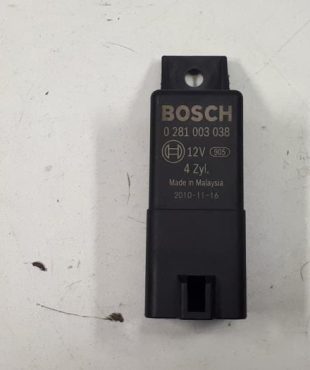 BOSCH
0 281 003 038
12V 905
4 Zyl.
Made in Malaysia
2010-11-16